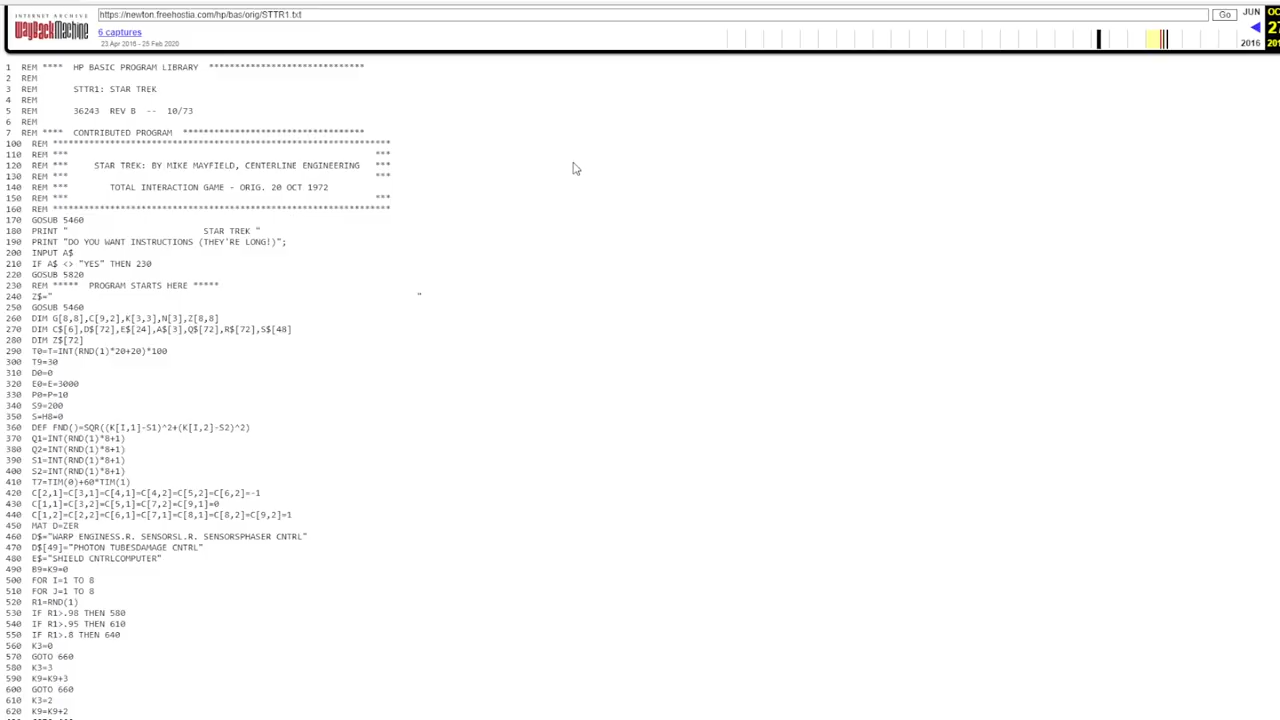 INTERNET ARCHIVE
WayBackMachine
https://newton.freehostia.com/hp/bas/orig/STTR1.txt
Go
JUN
6 captures
23 Apr 2016 - 25 Feb 2020
2016
27
1 REM **** HP BASIC PROGRAM LIBRARY ******************************
2 REM
3 REM STTR1: STAR TREK
4 REM
5 REM 36243 REV B -- 10/73
6 REM
7 REM **** CONTRIBUTED PROGRAM ***********************************
100 REM *****************************************************************
110 REM *** ***
120 REM *** STAR TREK: BY MIKE MAYFIELD, CENTERLINE ENGINEERING ***
130 REM *** ***
140 REM *** TOTAL INTERACTION GAME - ORIG. 20 OCT 1972
150 REM *** ***
160 REM *****************************************************************
170 GOSUB 5460
180 PRINT " STAR TREK "
190 PRINT "DO YOU WANT INSTRUCTIONS (THEY'RE LONG!)";
200 INPUT A$
210 IF A$ <> "YES" THEN 230
220 GOSUB 5820
230 REM ***** PROGRAM STARTS HERE *****
240 Z$=" "
250 GOSUB 5460
260 DIM G[8,8],C[9,2],K[3,3],N[3],Z[8,8]
270 DIM C$[6],D$[72],E$[24],A$[3],Q$[72],R$[72],S$[48]
280 DIM Z$[72]
290 T0=T=INT(RND(1)*20+20)*100
300 T9=30
310 D0=0
320 E0=E=3000
330 P0=P=10
340 S9=200
350 S=H8=0
360 DEF FND()=SQR((K[I,1]-S1)^2+(K[I,2]-S2)^2)
370 Q1=INT(RND(1)*8+1)
380 Q2=INT(RND(1)*8+1)
390 S1=INT(RND(1)*8+1)
400 S2=INT(RND(1)*8+1)
410 T7=TIM(0)+60*TIM(1)
420 C[2,1]=C[3,1]=C[4,1]=C[4,2]=C[5,2]=C[6,2]=-1
430 C[1,1]=C[3,2]=C[5,1]=C[7,2]=C[9,1]=0
440 C[1,2]=C[2,2]=C[6,1]=C[7,1]=C[8,1]=C[8,2]=C[9,2]=1
450 MAT D=ZER
460 D$="WARP ENGINESS.R. SENSORSL.R. SENSORSPHASER CNTRL"
470 D$[49]="PHOTON TUBESDAMAGE CNTRL"
480 E$="SHIELD CNTRLCOMPUTER"
490 B9=K9=0
500 FOR I=1 TO 8
510 FOR J=1 TO 8
520 R1=RND(1)
530 IF R1>.98 THEN 580
540 IF R1>.95 THEN 610
550 IF R1>.8 THEN 640
560 K3=0
570 GOTO 660
580 K3=3
590 K9=K9+3
600 GOTO 660
610 K3=2
620 K9=K9+2